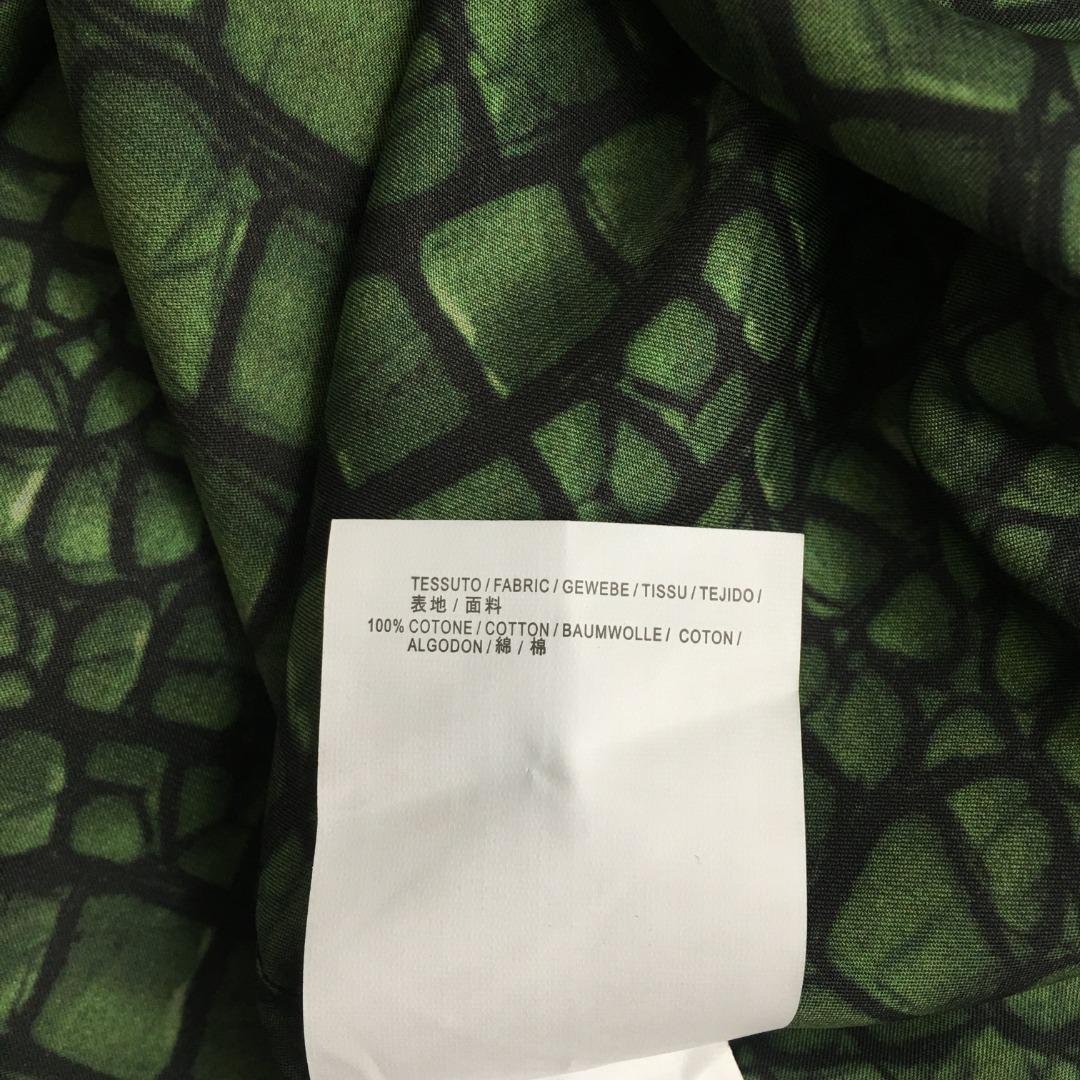 TESSUTO / FABRIC / GEWEBE / TISSU / TEJIDO /
表地 / 面料
100% COTONE / COTTON / BAUMWOLLE / COTON /
ALGODON / 綿 / 棉